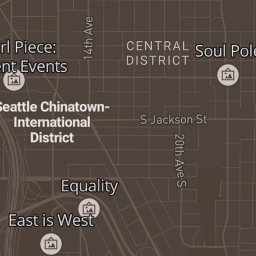 14th Ave
rl Piece:
ent Events
CENTRAL
DISTRICT
Soul Pole
Seattle Chinatown-
International
District
S Jackson St
20th Ave S
Equality
East is West